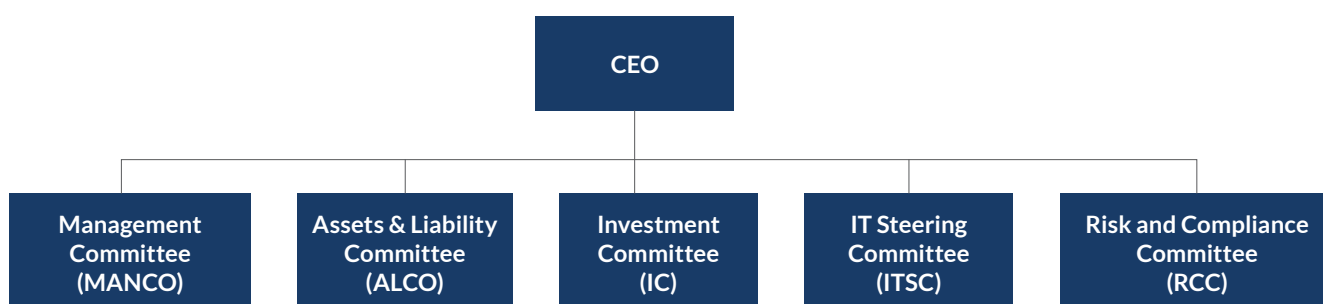 CEO
Management
Committee
(MANCO)
Assets & Liability
Committee
(ALCO)
Investment
Committee
(IC)
IT Steering
Committee
(ITSC)
Risk and Compliance
Committee
(RCC)